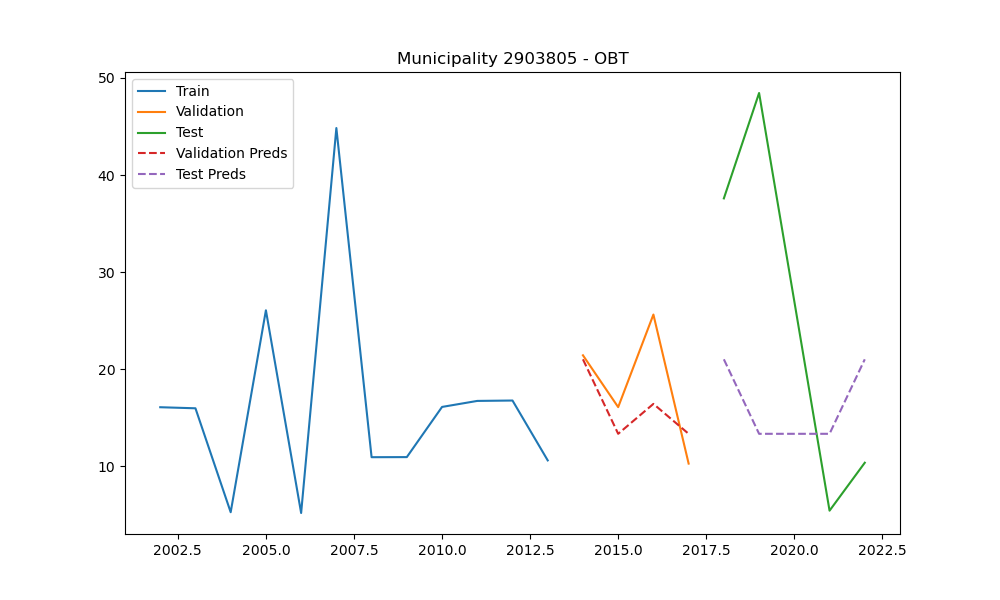 Municipality 2903805 - OBT
50
40
30
20
10
Train
Validation
Test
Validation Preds
Test Preds
2002.5 2005.0 2007.5 2010.0 2012.5 2015.0 2017.5 2020.0 2022.5